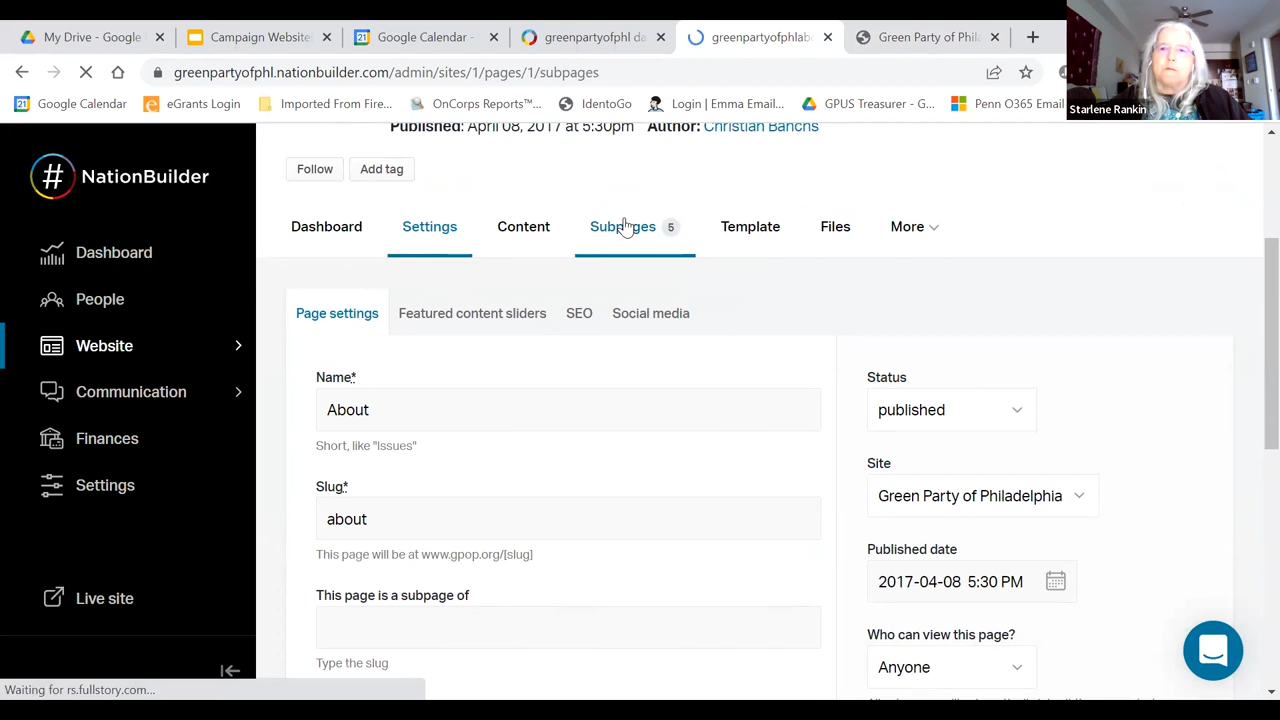 My Drive - Google
Campaign Website
Google Calendar -
greenpartyofphl da
greenpartyofphlab
Green Party of Phila
greenpartyofphl.nationbuilder.com/admin/sites/1/pages/1/subpages
Google Calendar
eGrants Login
Imported From Fire...
OnCorps Reports™...
IdentoGo
Login | Emma Email...
GPUS Treasurer - G...
Penn O365 Email
Starlene Rankin
Published: April 08, 2017 at 5:30pm Author: Christian Banchs
# NationBuilder
Follow
Add tag
Dashboard
Settings
Content
Subpages 5
Template
Files
More
Dashboard
People
Website
Communication
Finances
Settings
Live site
Page settings
Featured content sliders
SEO
Social media
Name*
About
Short, like "Issues"
Slug*
about
This page will be at www.gpop.org/[slug]
This page is a subpage of
Type the slug
Status
published
Site
Green Party of Philadelphia
Published date
2017-04-08 5:30 PM
Who can view this page?
Anyone
Waiting for rs.fullstory.com...